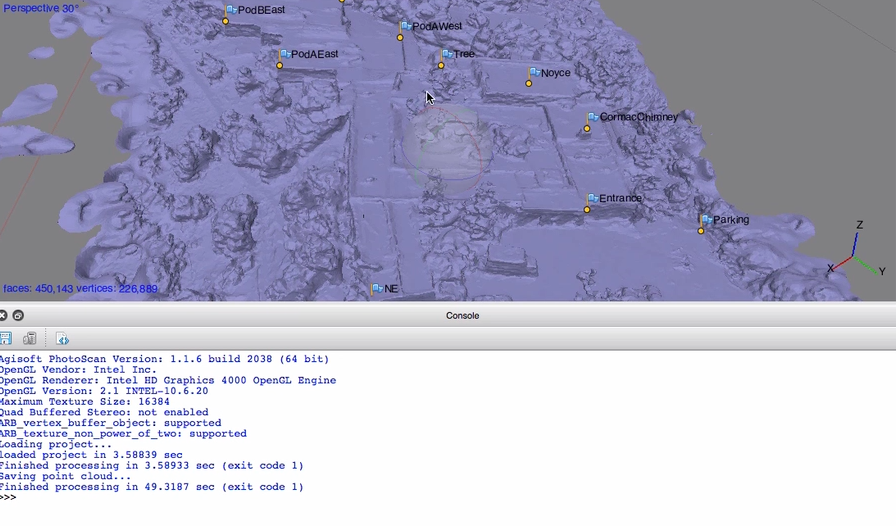 Perspective 30°
PodBEast
PodAWest
PodAEast
Tree
Noyce
CormacChimney
Entrance
Parking
Z
X
Y
faces: 450,143 vertices: 226,889
NE
Console
Agisoft PhotoScan Version: 1.1.6 build 2038 (64 bit)
OpenGL Vendor: Intel Inc.
OpenGL Renderer: Intel HD Graphics 4000 OpenGL Engine
OpenGL Version: 2.1 INTEL-10.6.20
Maximum Texture Size: 16384
Quad Buffered Stereo: not enabled
ARB_vertex_buffer_object: supported
ARB_texture_non_power_of_two: supported
Loading project...
loaded project in 3.58839 sec
Finished processing in 3.58933 sec (exit code 1)
Saving point cloud...
Finished processing in 49.3187 sec (exit code 1)
>>>